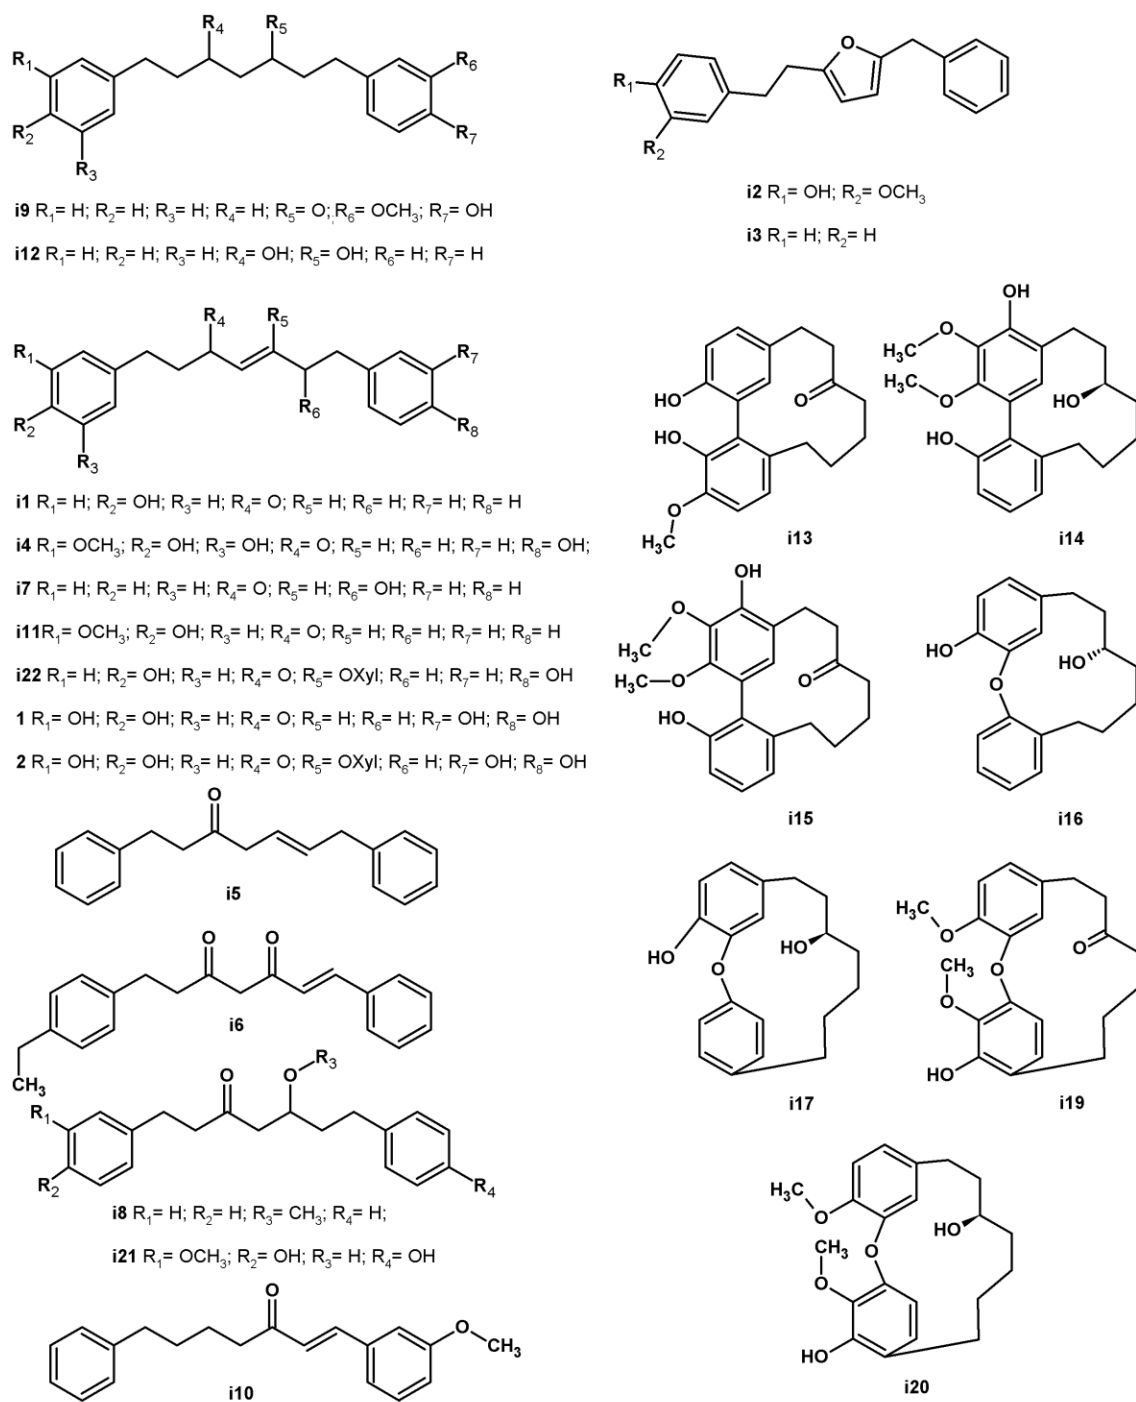 R4 R5
R1 R6
R2 R7
R3
i9 R1= H; R2= H; R3= H; R4= H; R5= O; R6= OCH3; R7= OH
i12 R1= H; R2= H; R3= H; R4= OH; R5= OH; R6= H; R7= H
R4 R5
R1 R7
R2 R6 R8
R3
i1 R1= H; R2= OH; R3= H; R4= O; R5= H; R6= H; R7= H; R8= H
i4 R1= OCH3; R2= OH; R3= OH; R4= O; R5= H; R6= H; R7= H; R8= OH;
i7 R1= H; R2= H; R3= H; R4= O; R5= H; R6= OH; R7= H; R8= H
i11R1= OCH3; R2= OH; R3= H; R4= O; R5= H; R6= H; R7= H; R8= H
i22 R1= H; R2= OH; R3= H; R4= O; R5= OXyl; R6= H; R7= H; R8= OH
1 R1= OH; R2= OH; R3= H; R4= O; R5= H; R6= H; R7= OH; R8= OH
2 R1= OH; R2= OH; R3= H; R4= O; R5= OXyl; R6= H; R7= OH; R8= OH
O
i5
O O
CH3
i6
O O R3
R1
R2 R4
i8 R1= H; R2= H; R3= CH3; R4= H;
i21 R1= OCH3; R2= OH; R3= H; R4= OH
O
O CH3
i10
O
R1
R2
i2 R1= OH; R2= OCH3
i3 R1= H; R2= H
HO
O
HO
O
H3C
i13
OH
O
H3C
H3C O
HO
HO
i14
OH
O
H3C
H3C O
O
HO
i15
HO
HO
O
i16
HO
HO
O
i17
H3C
O
O
O
CH3
O
HO
i19
H3C
O
HO
O
CH3
O
HO
i20